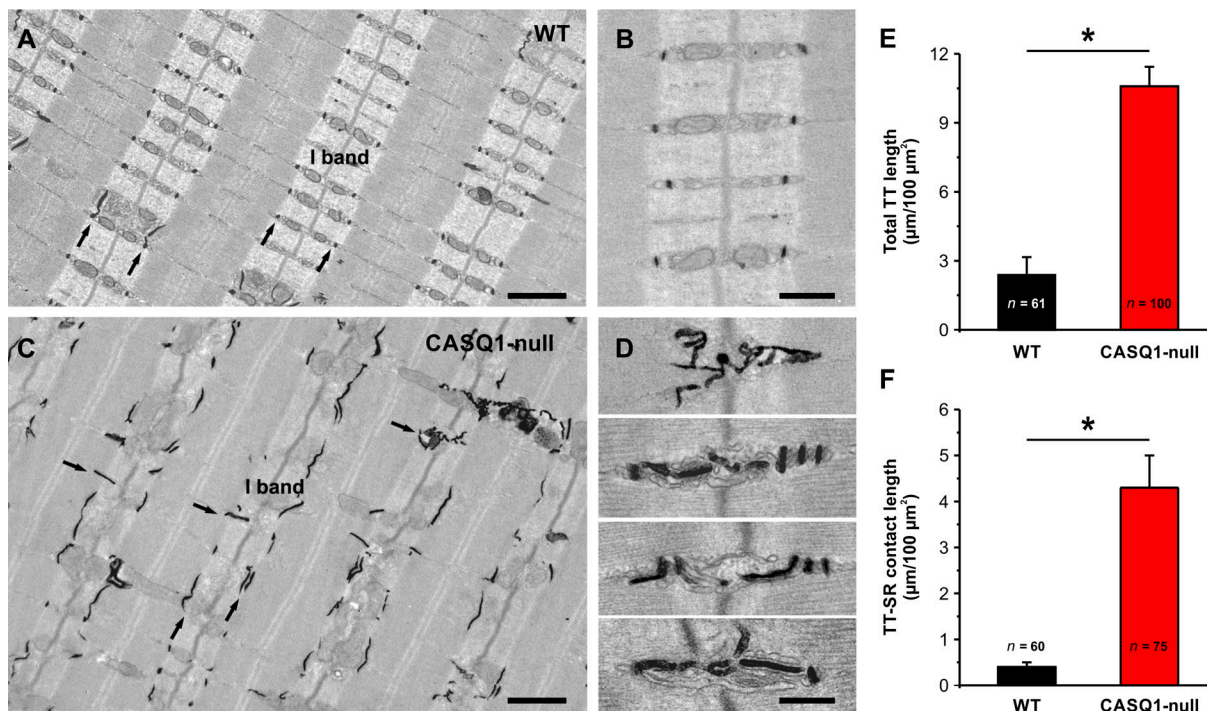 A
WT
I band
B
C
CASQ1-null
I band
D
E
*
Total TT length
(µm/100 µm²)
12
9
6
3
0
n = 61
n = 100
WT
CASQ1-null
F
*
TT-SR contact length
(µm/100 µm²)
6
5
4
3
2
1
0
n = 60
n = 75
WT
CASQ1-null